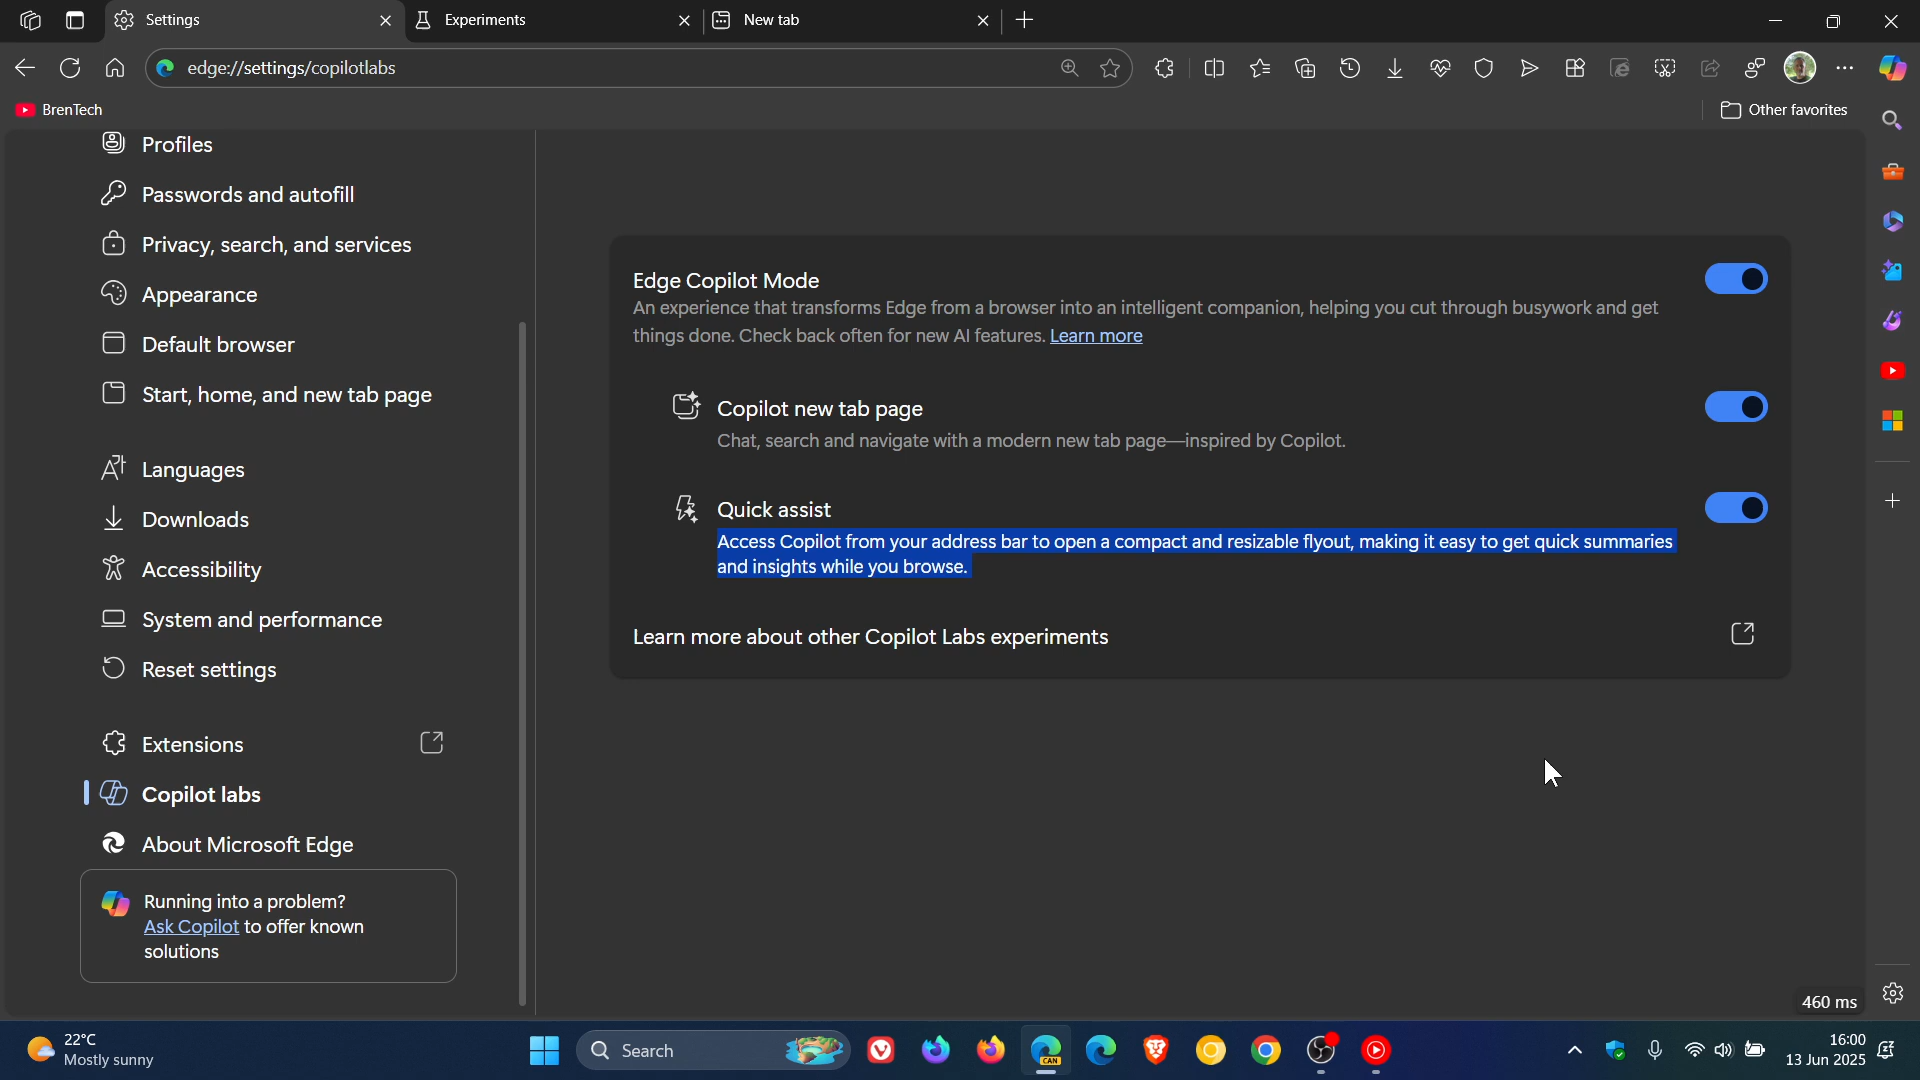 Settings
Experiments
New tab
edge://settings/copilotlabs
BrenTech
Other favorites
Profiles
Passwords and autofill
Privacy, search, and services
Appearance
Default browser
Start, home, and new tab page
Languages
Downloads
Accessibility
System and performance
Reset settings
Extensions
Copilot labs
About Microsoft Edge
Running into a problem?
Ask Copilot to offer known
solutions
Edge Copilot Mode
An experience that transforms Edge from a browser into an intelligent companion, helping you cut through busywork and get
things done. Check back often for new AI features. Learn more
Copilot new tab page
Chat, search and navigate with a modern new tab page—inspired by Copilot.
Quick assist
Access Copilot from your address bar to open a compact and resizable flyout, making it easy to get quick summaries
and insights while you browse.
Learn more about other Copilot Labs experiments
460 ms
22°C
Mostly sunny
Search
CAN
16:00
13 Jun 2025